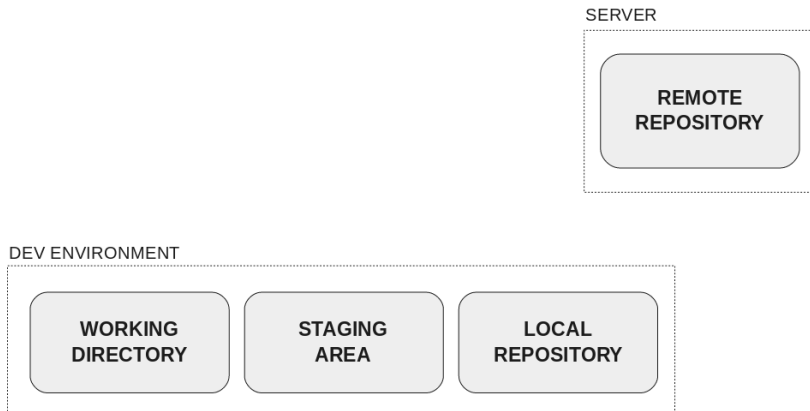 SERVER
REMOTE
REPOSITORY
DEV ENVIRONMENT
WORKING
DIRECTORY
STAGING
AREA
LOCAL
REPOSITORY